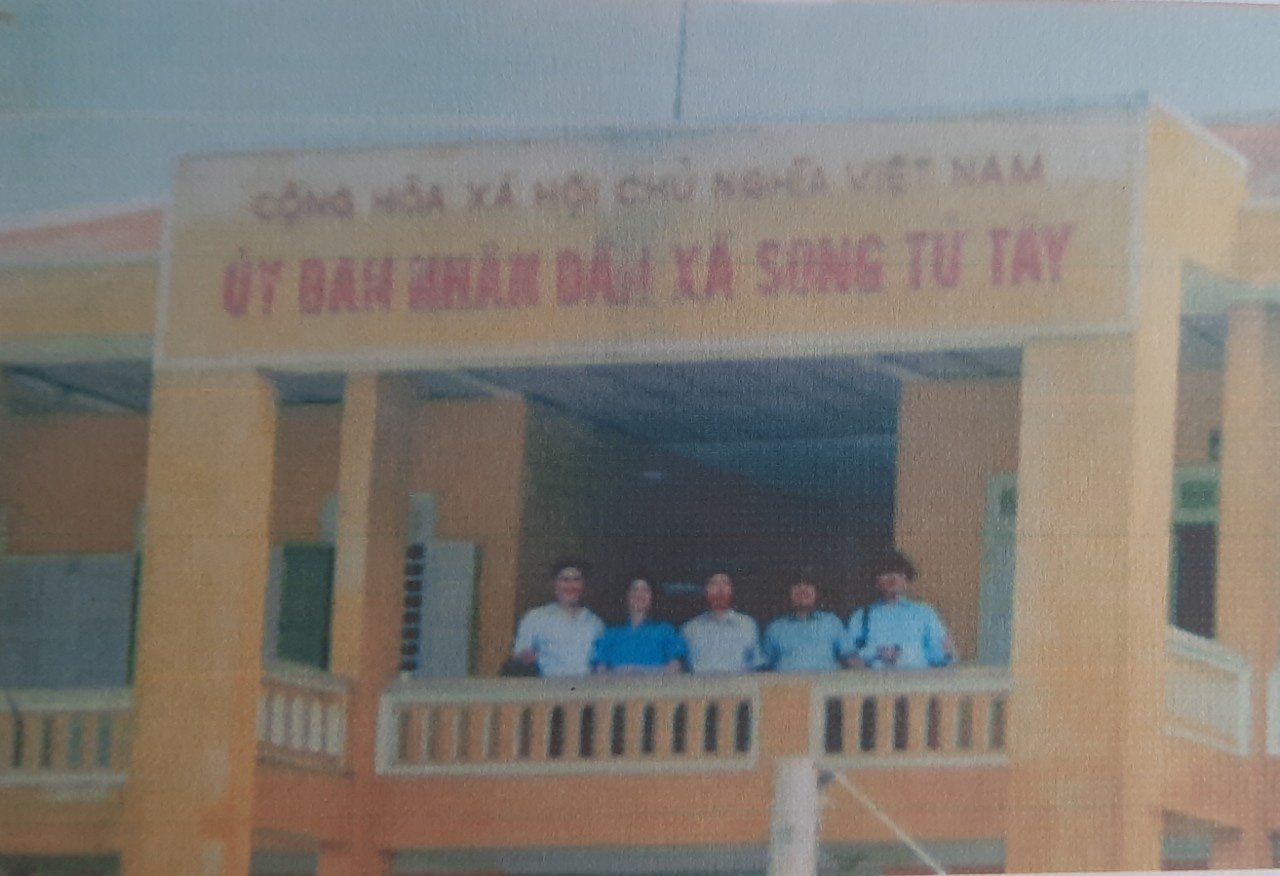 CỘNG HÒA XÃ HỘI CHỦ NGHĨA VIỆT NAM
ỦY BAN NHÂN DÂN XÃ SONG TỬ TÂY